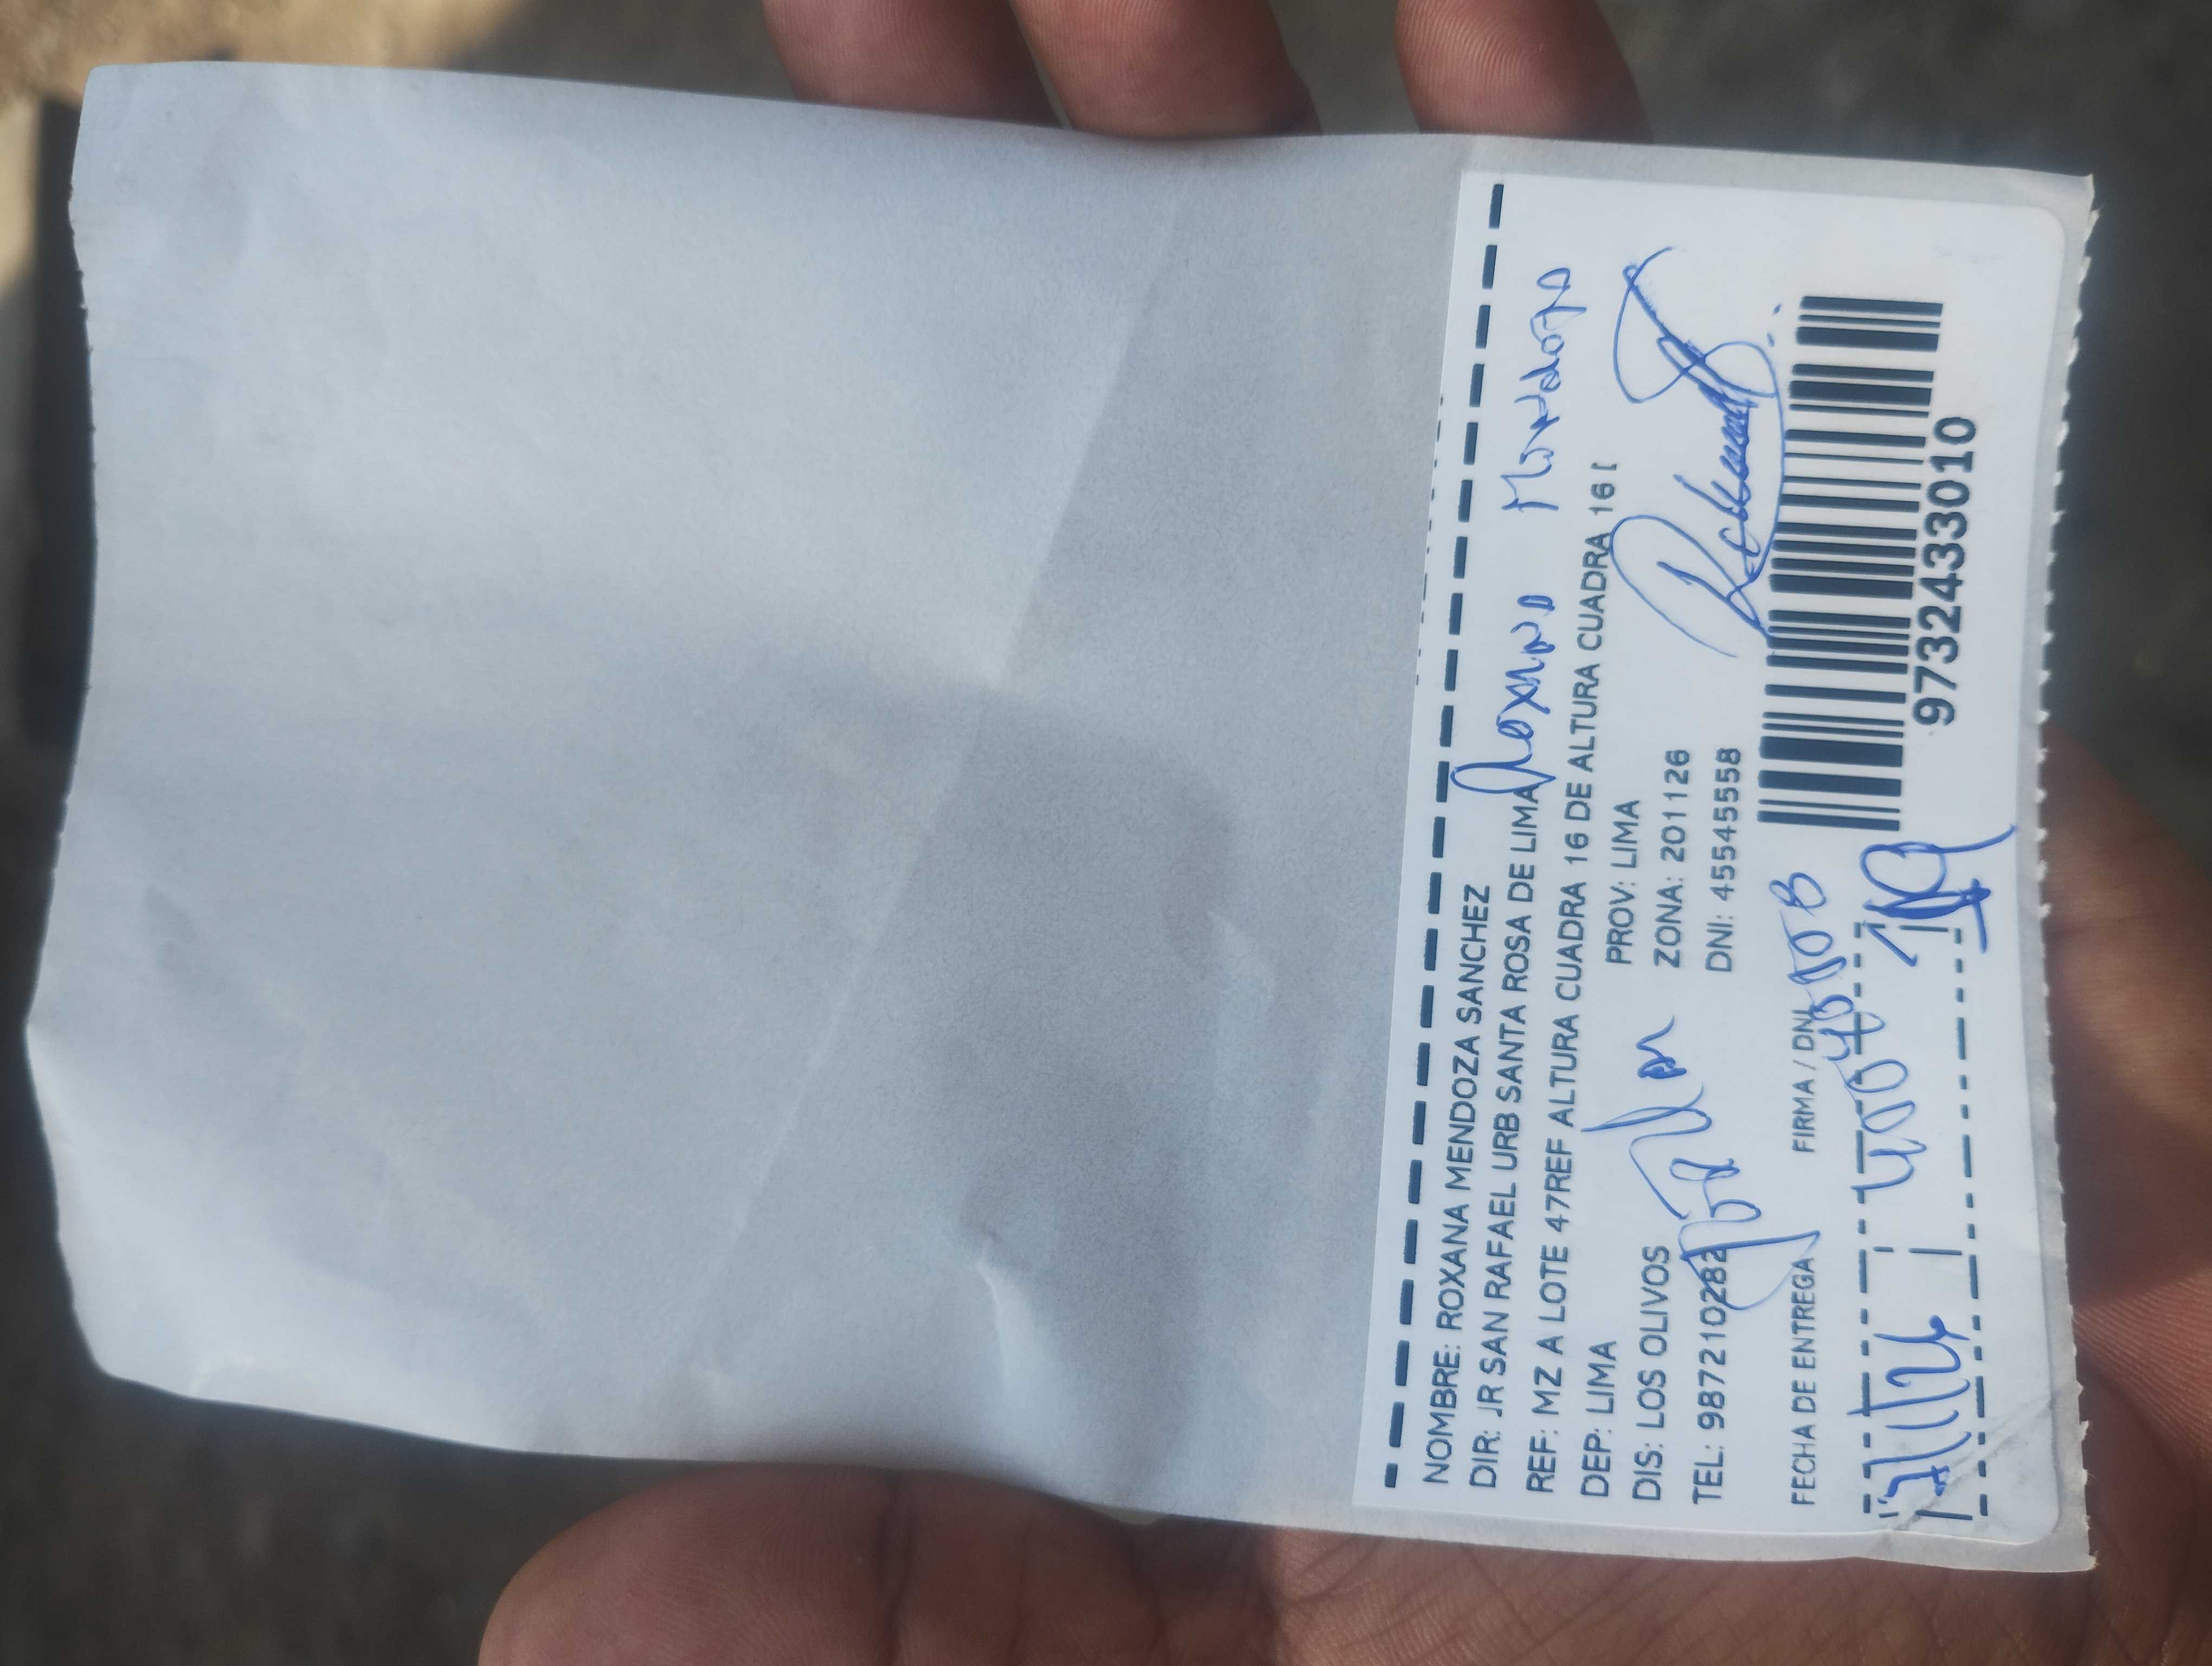 NOMBRE: ROXANA MENDOZA SANCHEZ
DIR: JR SAN RAFAEL URB SANTA ROSA DE LIMA
Roxana Mendoza
REF: MZ A LOTE 47REF ALTURA CUADRA 16 DE ALTURA CUADRA 16
DEP: LIMA PROV: LIMA
DIS: LOS OLIVOS ZONA: 201126
TEL: 987210282 DNI: 45545558
FECHA DE ENTREGA FIRMA / DNI
9732433010